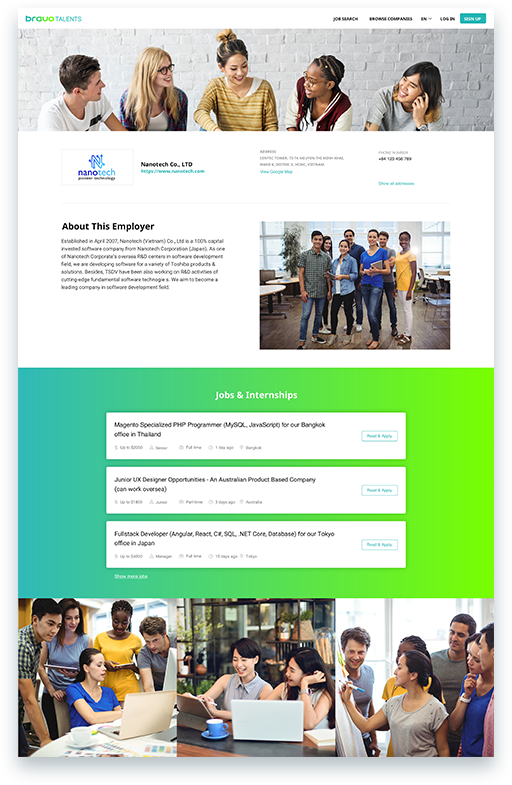 bravo TALENTS
JOB SEARCH BROWSE COMPANIES EN LOG IN SIGN UP
nanotech
pioneer technology
Nanotech Co., LTD
https://www.nanotech.com
ADDRESS
CENTEC TOWER, 72-74 NGUYEN THI MINH KHAI,
WARD 6, DISTRICT 3, HCMC, VIETNAM
View Google Map
PHONE NUMBER
+84 123 456 789
Show all addresses
About This Employer
Established in April 2007, Nanotech (Vietnam) Co., Ltd is a 100% capital
invested software company from Nanotech Corporation (Japan). As one
of Nanotech Corporate's oversea R&D centers in software development
field, we are developing software for a variety of Toshiba products &
solutions. Besides, TSDV have been also working on R&D activities of
cutting-edge fundamental software technogie s. We aim to become a
leading company in software development field.
Jobs & Internships
Magento Specialized PHP Programmer (MySQL, JavaScript) for our Bangkok
office in Thailand
Up to $2000 Senior Full time 1 day ago Bangkok
Read & Apply
Junior UX Designer Opportunities - An Australian Product Based Company
(can work oversea)
Up to $1800 Junior Part-time 3 days ago Australia
Read & Apply
Fullstack Developer (Angular, React, C#, SQL, .NET Core, Database) for our Tokyo
office in Japan
Up to $4000 Manager Full time 15 days ago Tokyo
Read & Apply
Show more jobs